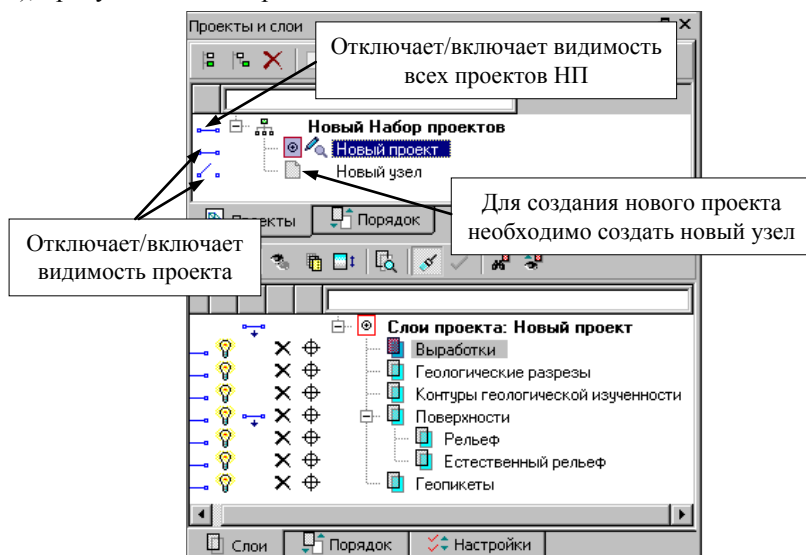 Проекты и слои
Отключает/включает видимость
всех проектов НП
Новый Набор проектов
Новый проект
Новый узел
Для создания нового проекта
необходимо создать новый узел
Порядок
Отключает/включает
видимость проекта
Слои проекта: Новый проект
Выработки
Геологические разрезы
Контуры геологической изученности
Поверхности
Рельеф
Естественный рельеф
Геопикеты
Слои
Порядок
Настройки